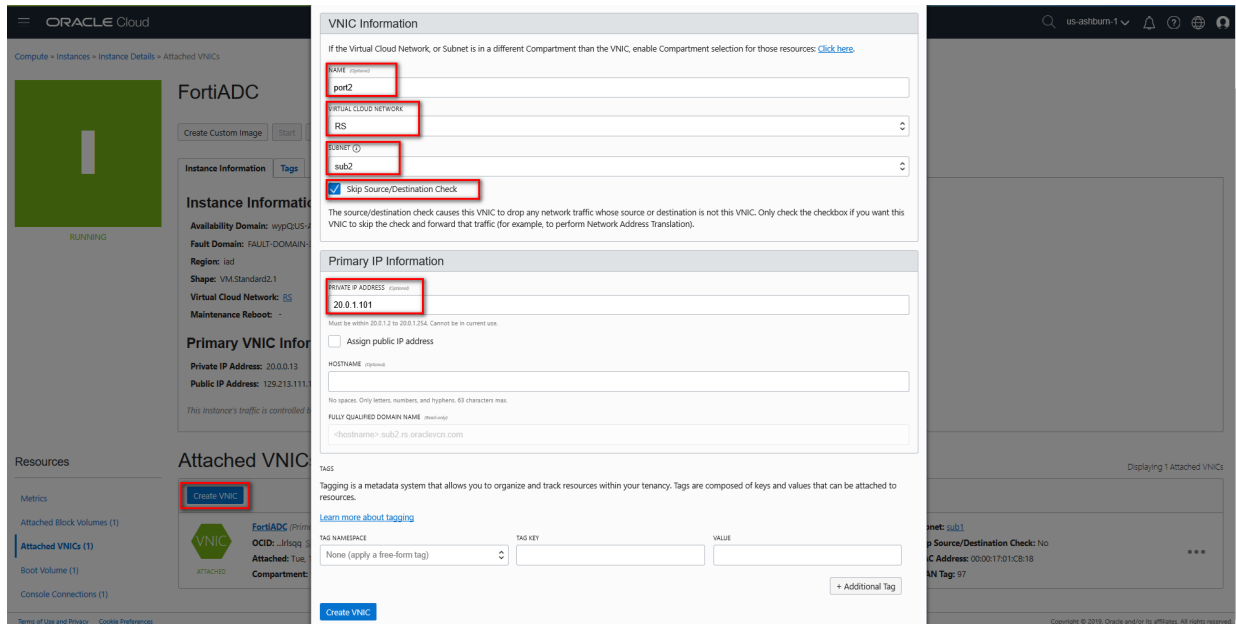 ORACLE Cloud
us-ashburn-1
Compute » Instances » Instance Details » Attached VNICs
RUNNING
FortiADC
Create Custom Image
Start
Instance Information
Tags
Instance Informatio
Availability Domain: wypQ:US-A
Fault Domain: FAULT-DOMAIN-
Region: iad
Shape: VM.Standard2.1
Virtual Cloud Network: RS
Maintenance Reboot: -
Primary VNIC Infor
Private IP Address: 20.0.0.13
Public IP Address: 129.213.111.1
This Instance's traffic is controlled b
Resources
Metrics
Attached Block Volumes (1)
Attached VNICs (1)
Boot Volume (1)
Console Connections (1)
Attached VNICs
Displaying 1 Attached VNICs
Create VNIC
VNIC
ATTACHED
FortiADC (Prim
OCID: ...lrlsqq S
Attached: Tue, 1
Compartment:
bnet: sub1
p Source/Destination Check: No
C Address: 00:00:17:01:CB:18
AN Tag: 97
VNIC Information
If the Virtual Cloud Network, or Subnet is in a different Compartment than the VNIC, enable Compartment selection for those resources: Click here.
NAME (Optional)
port2
VIRTUAL CLOUD NETWORK
RS
SUBNET
sub2
Skip Source/Destination Check
The source/destination check causes this VNIC to drop any network traffic whose source or destination is not this VNIC. Only check the checkbox if you want this
VNIC to skip the check and forward that traffic (for example, to perform Network Address Translation).
Primary IP Information
PRIVATE IP ADDRESS (Optional)
20.0.1.101
Must be within 20.0.1.2 to 20.0.1.254. Cannot be in current use.
Assign public IP address
HOSTNAME (Optional)
No spaces. Only letters, numbers, and hyphens. 63 characters max.
FULLY QUALIFIED DOMAIN NAME (Read-only)
<hostname>.sub2.rs.oraclevcn.com
TAGS
Tagging is a metadata system that allows you to organize and track resources within your tenancy. Tags are composed of keys and values that can be attached to
resources.
Learn more about tagging
TAG NAMESPACE
TAG KEY
VALUE
None (apply a free-form tag)
+ Additional Tag
Create VNIC
Terms of Use and Privacy
Cookie Preferences
Copyright © 2019, Oracle and/or its affiliates. All rights reserved.